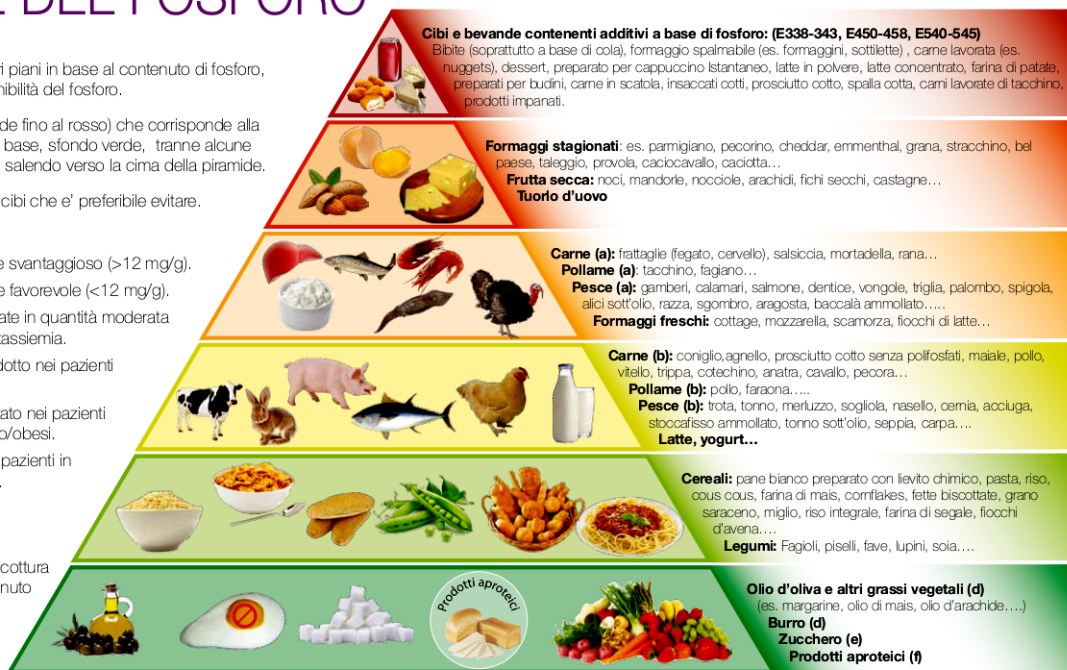 E DEL FOSFORO
ri piani in base al contenuto di fosforo,
nibilità del fosforo.
de fino al rosso) che corrisponde alla
base, sfondo verde, tranne alcune
salendo verso la cima della piramide.
cibi che e' preferibile evitare.
e svantaggioso (>12 mg/g).
e favorevole (<12 mg/g).
ate in quantità moderata
tassiemia.
dotto nei pazienti
ato nei pazienti
o/obesi.
pazienti in
cottura
nuto
Cibi e bevande contenenti additivi a base di fosforo: (E338-343, E450-458, E540-545)
Bibite (soprattutto a base di cola), formaggio spalmabile (es. formaggini, sottilette) , carne lavorata (es.
nuggets), dessert, preparato per cappuccino Istantaneo, latte in polvere, latte concentrato, farina di patate,
preparati per budini, carne in scatola, insaccati cotti, prosciutto cotto, spalla cotta, carni lavorate di tacchino,
prodotti impanati.
Formaggi stagionati: es. parmigiano, pecorino, cheddar, emmenthal, grana, stracchino, bel
paese, taleggio, provola, caciocavallo, caciotta…
Frutta secca: noci, mandorle, nocciole, arachidi, fichi secchi, castagne…
Tuorlo d'uovo
Carne (a): frattaglie (fegato, cervello), salsiccia, mortadella, rana…
Pollame (a): tacchino, fagiano…
Pesce (a): gamberi, calamari, salmone, dentice, vongole, triglia, palombo, spigola,
alici sott'olio, razza, sgombro, aragosta, baccalà ammollato…..
Formaggi freschi: cottage, mozzarella, scamorza, fiocchi di latte…
Carne (b): coniglio,agnello, prosciutto cotto senza polifosfati, maiale, pollo,
vitello, trippa, cotechino, anatra, cavallo, pecora…
Pollame (b): pollo, faraona…..
Pesce (b): trota, tonno, merluzzo, sogliola, nasello, cernia, acciuga,
stoccafisso ammollato, tonno sott'olio, seppia, carpa….
Latte, yogurt…
Cereali: pane bianco preparato con lievito chimico, pasta, riso,
cous cous, farina di mais, cornflakes, fette biscottate, grano
saraceno, miglio, riso integrale, farina di segale, fiocchi
d'avena….
Legumi: Fagioli, piselli, fave, lupini, soia….
Prodotti aproteici
Olio d'oliva e altri grassi vegetali (d)
(es. margarine, olio di mais, olio d'arachide….)
Burro (d)
Zucchero (e)
Prodotti aproteici (f)